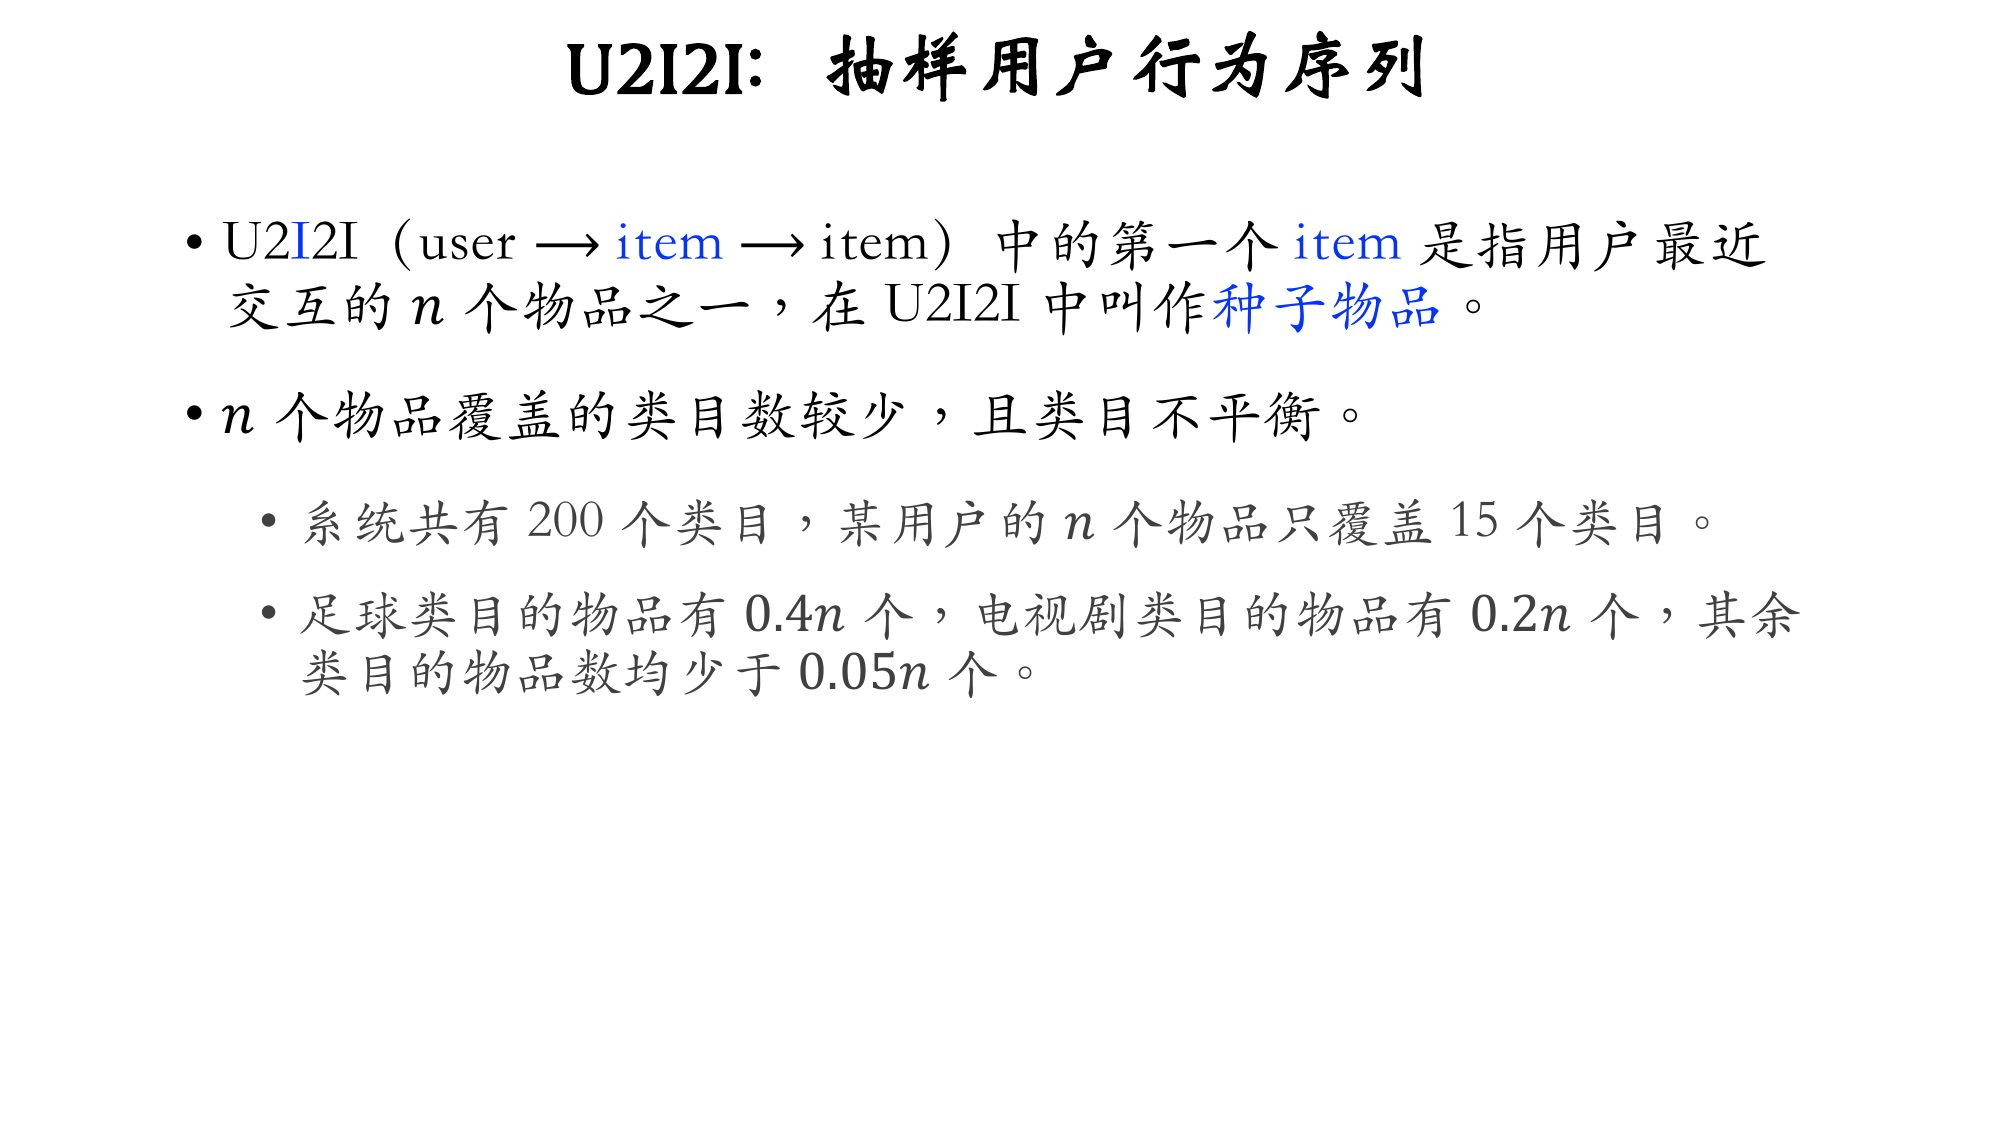 U2I2I: 抽样用户行为序列
• U2I2I（user ⟶ item ⟶ item）中的第一个 item 是指用户最近
交互的 n 个物品之一，在 U2I2I 中叫作种子物品。
• n 个物品覆盖的类目数较少，且类目不平衡。
• 系统共有 200 个类目，某用户的 n 个物品只覆盖 15 个类目。
• 足球类目的物品有 0.4n 个，电视剧类目的物品有 0.2n 个，其余
类目的物品数均少于 0.05n 个。